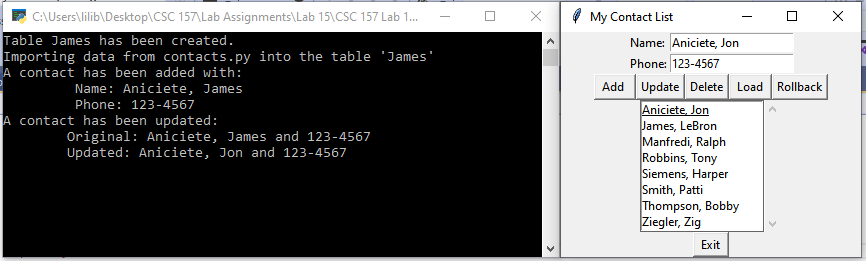 C:\Users\lilib\Desktop\CSC 157\Lab Assignments\Lab 15\CSC 157 Lab 1...
Table James has been created.
Importing data from contacts.py into the table 'James'
A contact has been added with:
Name: Aniciete, James
Phone: 123-4567
A contact has been updated:
Original: Aniciete, James and 123-4567
Updated: Aniciete, Jon and 123-4567
My Contact List
Name: Aniciete, Jon
Phone: 123-4567
Add Update Delete Load Rollback
Aniciete, Jon
James, LeBron
Manfredi, Ralph
Robbins, Tony
Siemens, Harper
Smith, Patti
Thompson, Bobby
Ziegler, Zig
Exit